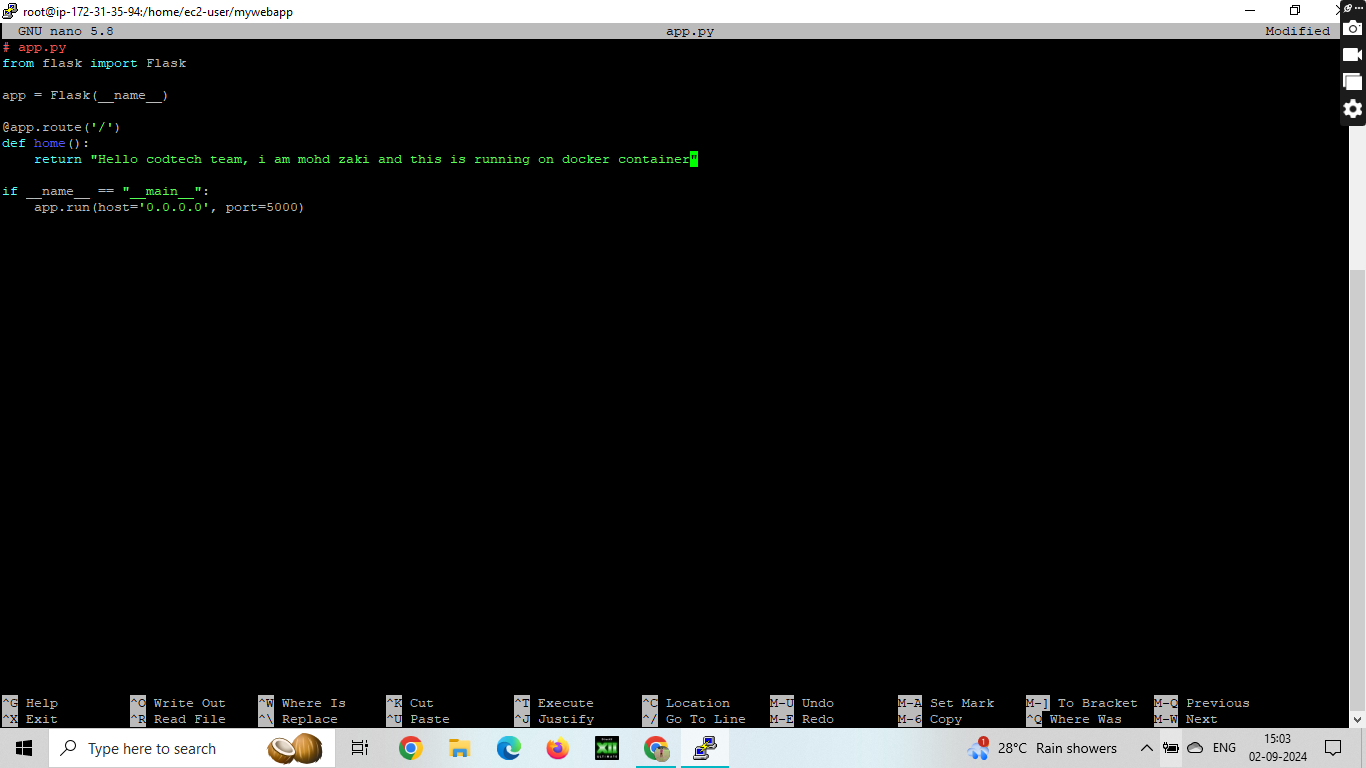 root@ip-172-31-35-94:/home/ec2-user/mywebapp
GNU nano 5.8 app.py Modified
# app.py
from flask import Flask
app = Flask(__name__)
@app.route('/')
def home():
    return "Hello codtech team, i am mohd zaki and this is running on docker container"
if __name__ == "__main__":
    app.run(host='0.0.0.0', port=5000)
^G Help ^O Write Out ^W Where Is ^K Cut ^T Execute ^C Location M-U Undo M-A Set Mark M-] To Bracket M-Q Previous
^X Exit ^R Read File ^\ Replace ^U Paste ^J Justify ^/ Go To Line M-E Redo M-6 Copy ^Q Where Was M-W Next
Type here to search XII 1 28°C Rain showers ENG 15:03
02-09-2024